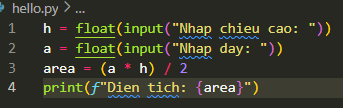 hello.py > ...
1 h = float(input("Nhap chieu cao: "))
2 a = float(input("Nhap day: "))
3 area = (a * h) / 2
4 print(f"Dien tich: {area}")